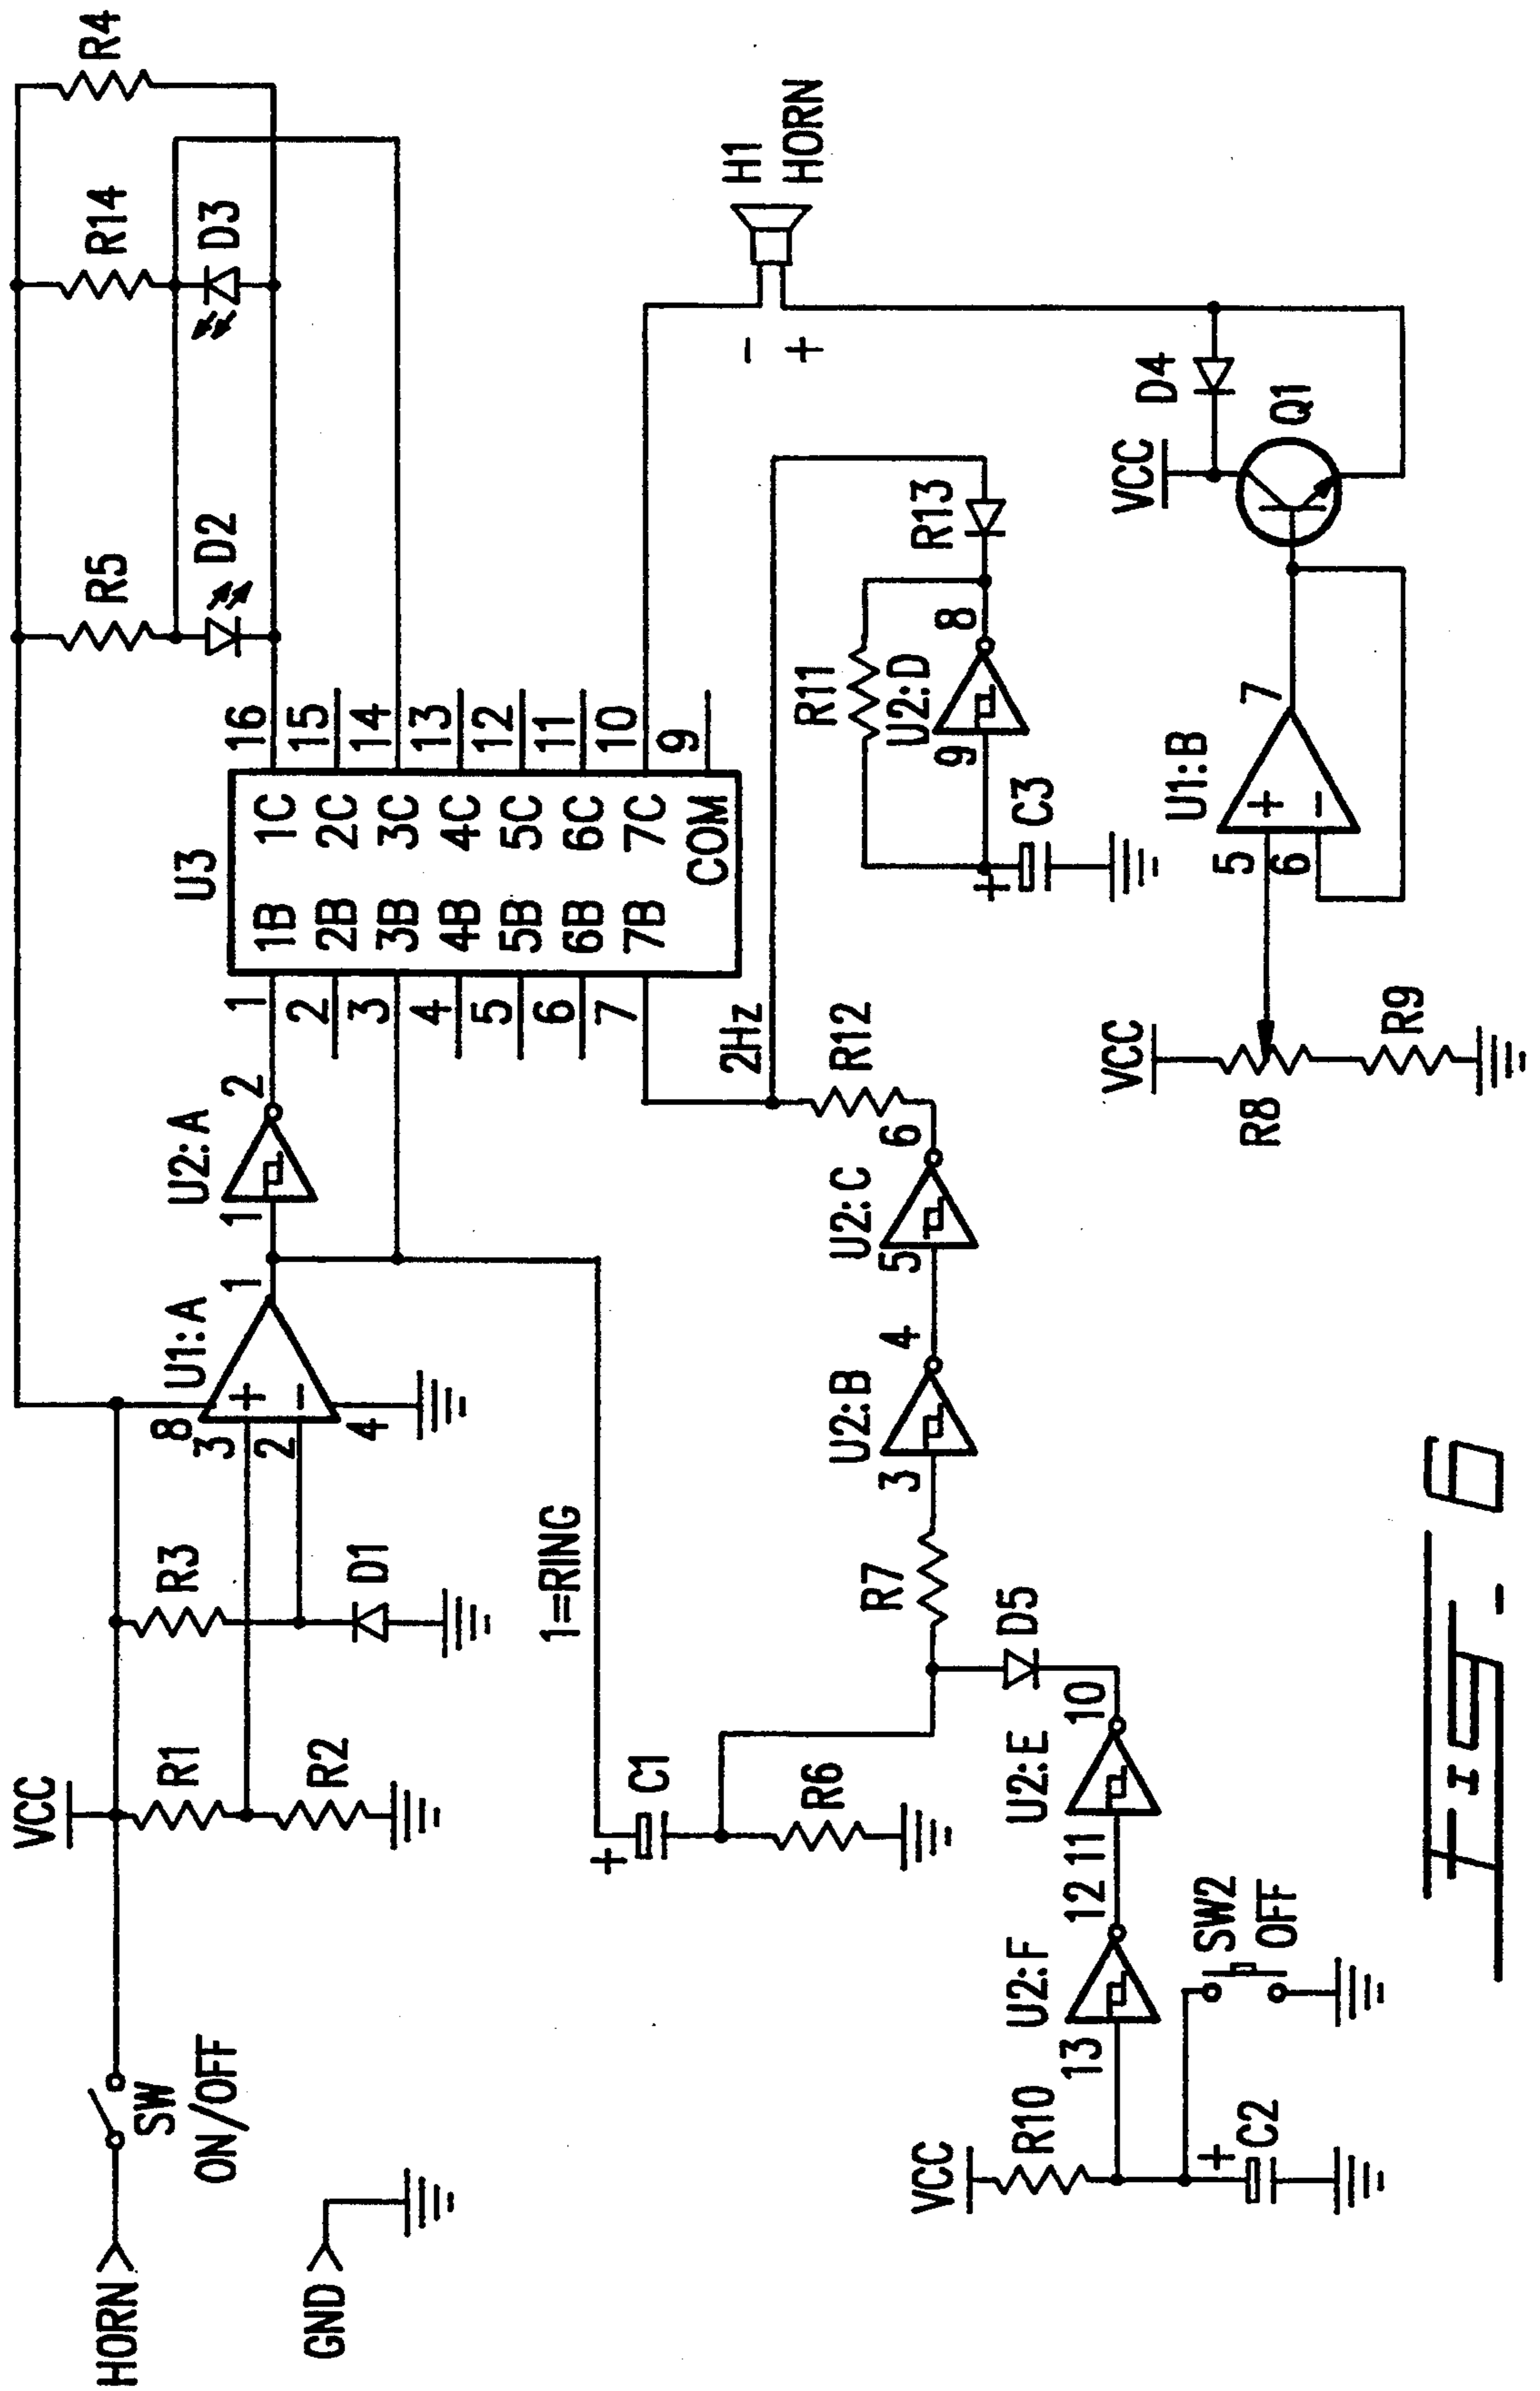 HORN
SW
ON/OFF
GND
VCC
R1
R2
R3
D1
U1:A
8
3
2
4
1
U2:A
1
2
1=RING
U3
1 1B 1C 16
2 2B 2C 15
3 3B 3C 14
4 4B 4C 13
5 5B 5C 12
6 6B 6C 11
7 7B 7C 10
COM 9
R5
D2
R14
D3
R4
C1
+
R6
R7
D5
U2:B
3
4
U2:C
5
6
R12
2Hz
R11
U2:D
9
8
C3
+
R13
H1
HORN
-
+
VCC
R10
13
U2:F
12
11
U2:E
10
C2
+
SW2
OFF
VCC
R8
R9
U1:B
5
6
+
-
7
VCC
D4
Q1
FIG-6